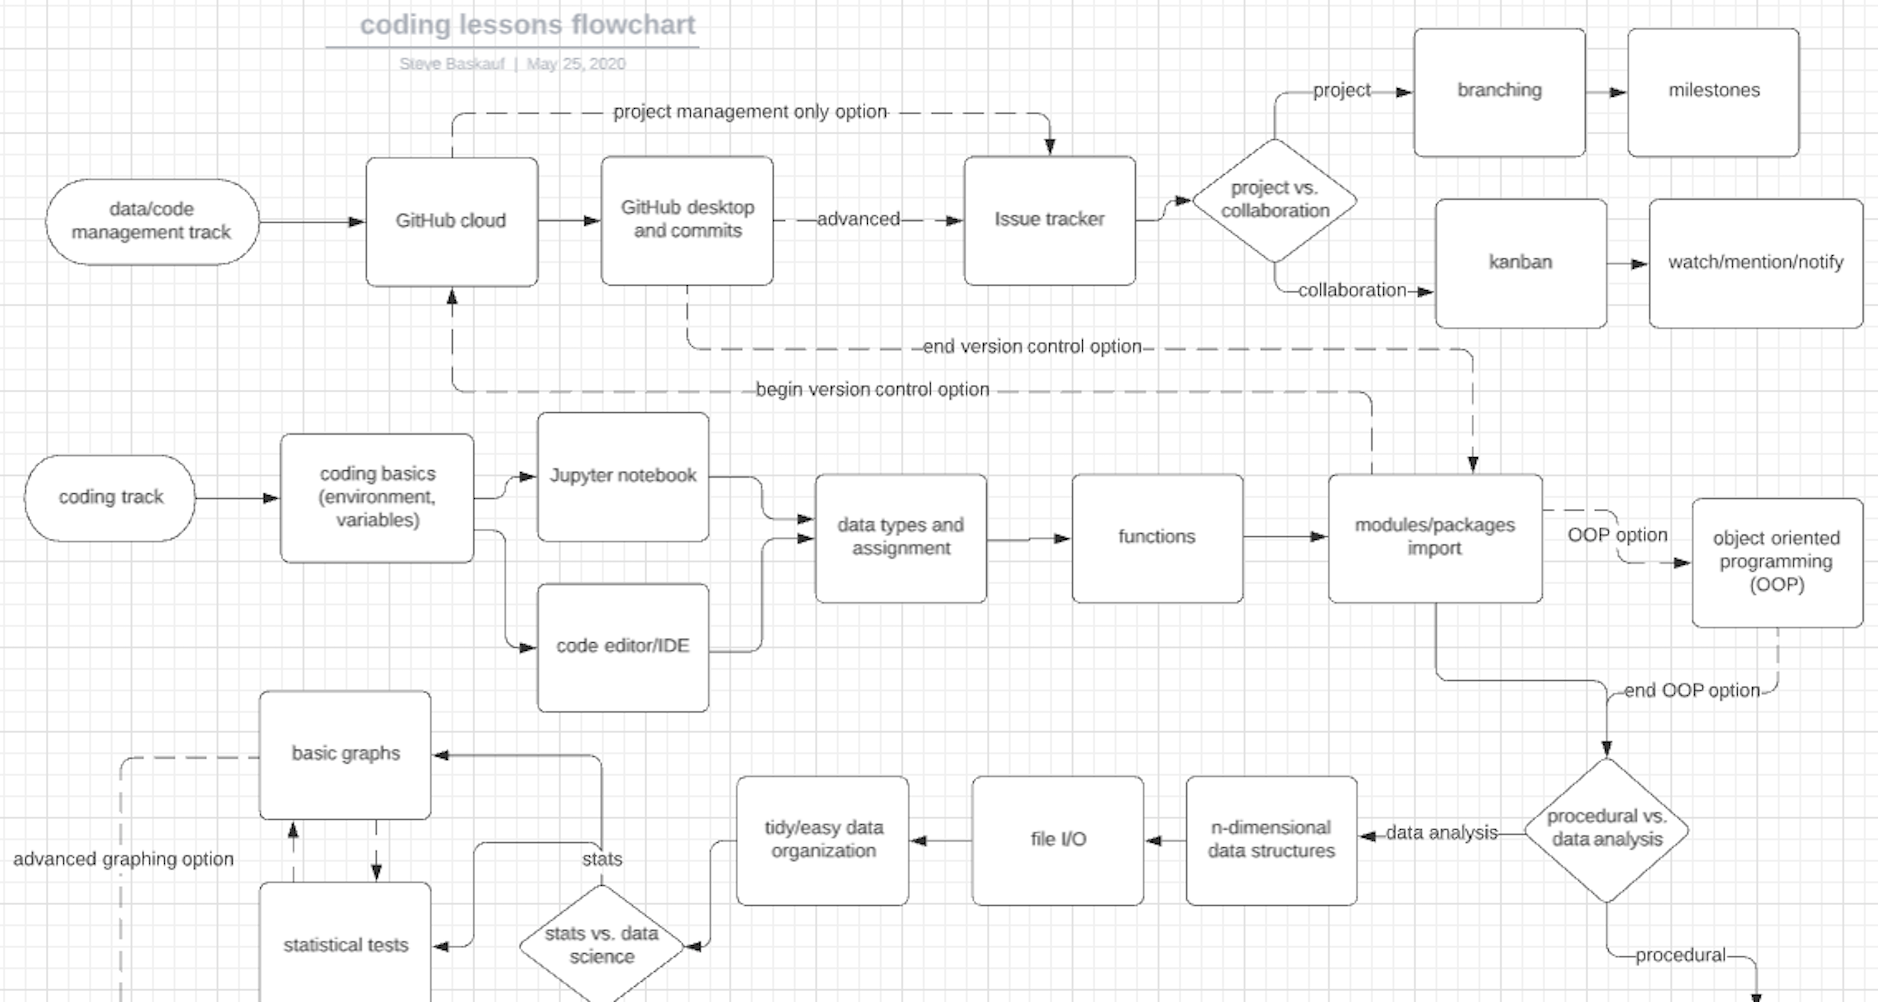 coding lessons flowchart
Steve Baskauf | May 25, 2020
project management only option
project
branching
milestones
data/code
management track
GitHub cloud
GitHub desktop
and commits
advanced
Issue tracker
project vs.
collaboration
kanban
watch/mention/notify
collaboration
end version control option
begin version control option
coding track
coding basics
(environment,
variables)
Jupyter notebook
code editor/IDE
data types and
assignment
functions
modules/packages
import
OOP option
object oriented
programming
(OOP)
end OOP option
basic graphs
advanced graphing option
statistical tests
stats
stats vs. data
science
tidy/easy data
organization
file I/O
n-dimensional
data structures
data analysis
procedural vs.
data analysis
procedural